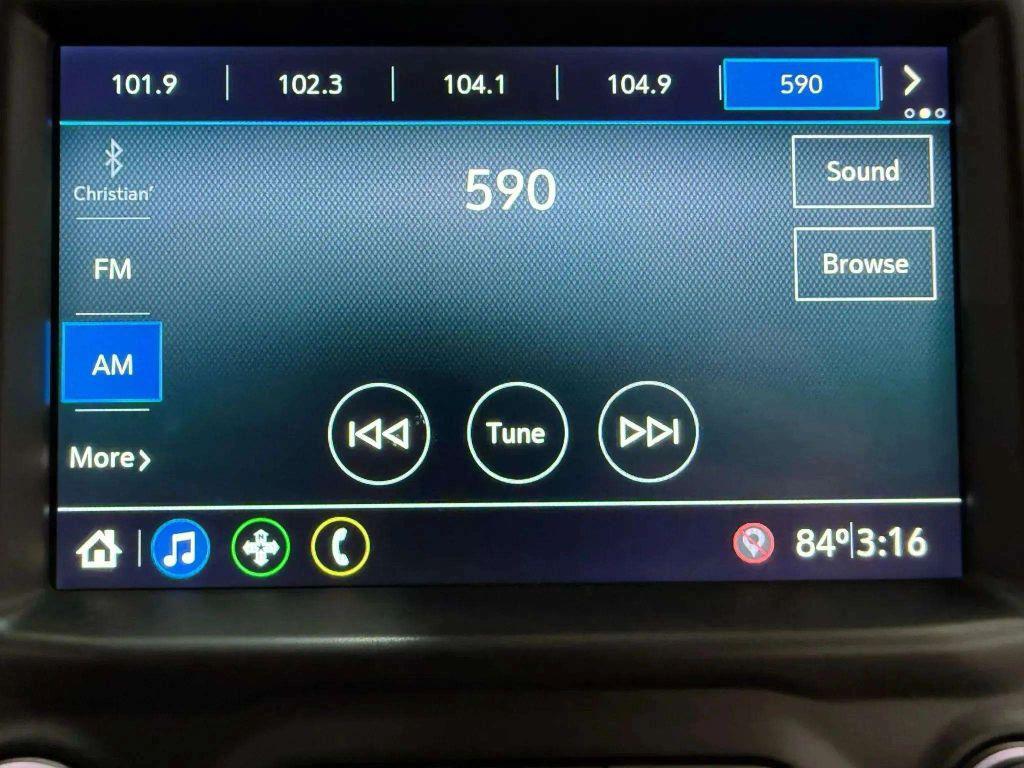 101.9 102.3 104.1 104.9 590
Christian'
590
Sound
FM
Browse
AM
Tune
More
N
84° 3:16